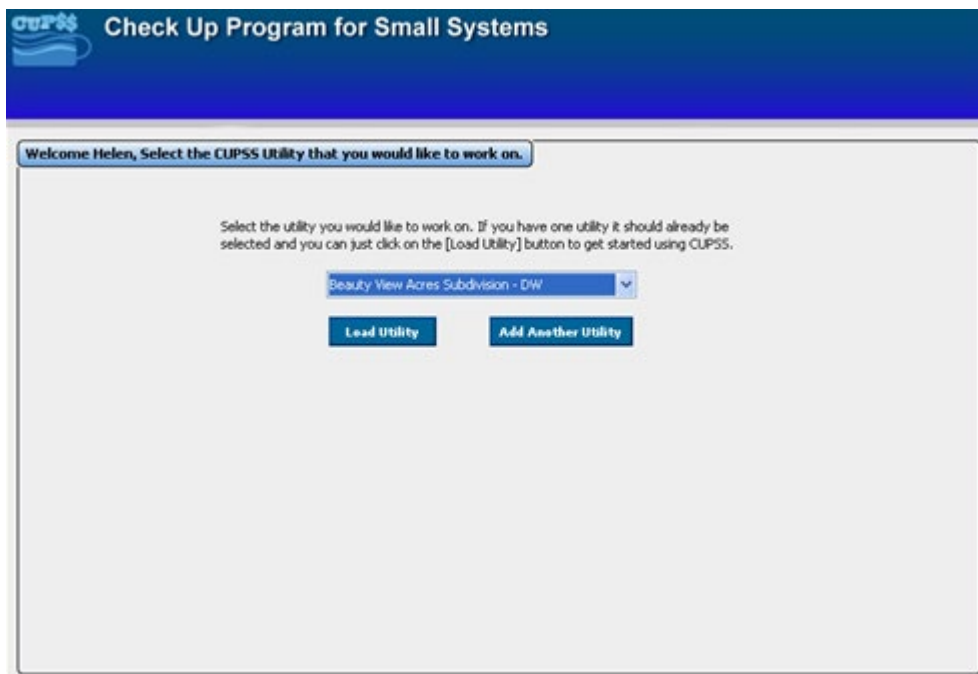 CUP$$
Check Up Program for Small Systems
Welcome Helen, Select the CUPSS Utility that you would like to work on.
Select the utility you would like to work on. If you have one utility it should already be
selected and you can just click on the [Load Utility] button to get started using CUPSS.
Beauty View Acres Subdivision - DW
Load Utility
Add Another Utility